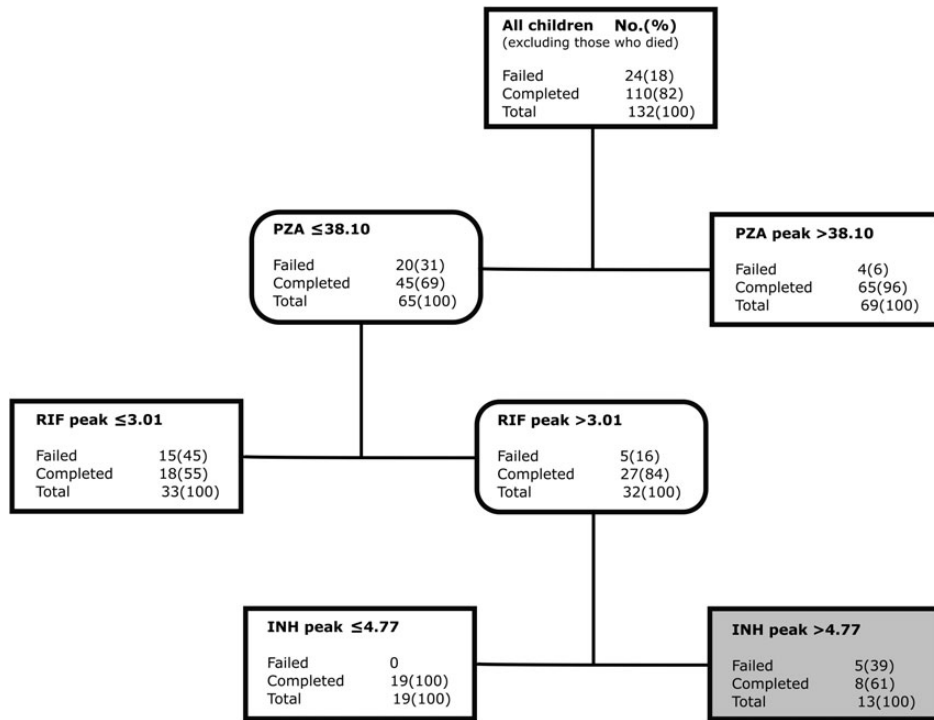 All children No.(%)
(excluding those who died)
Failed 24(18)
Completed 110(82)
Total 132(100)
PZA ≤38.10
Failed 20(31)
Completed 45(69)
Total 65(100)
PZA peak >38.10
Failed 4(6)
Completed 65(96)
Total 69(100)
RIF peak ≤3.01
Failed 15(45)
Completed 18(55)
Total 33(100)
RIF peak >3.01
Failed 5(16)
Completed 27(84)
Total 32(100)
INH peak ≤4.77
Failed 0
Completed 19(100)
Total 19(100)
INH peak >4.77
Failed 5(39)
Completed 8(61)
Total 13(100)